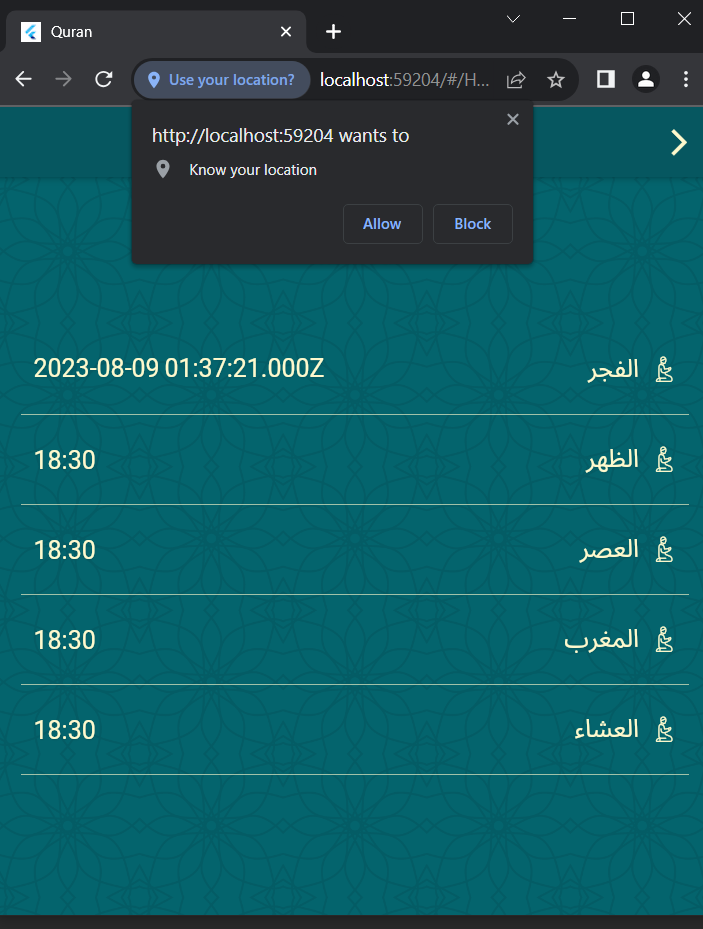 Quran
Use your location?
localhost:59204/#/H...
http://localhost:59204 wants to
Know your location
Allow
Block
الفجر 2023-08-09 01:37:21.000Z
الظهر 18:30
العصر 18:30
المغرب 18:30
العشاء 18:30